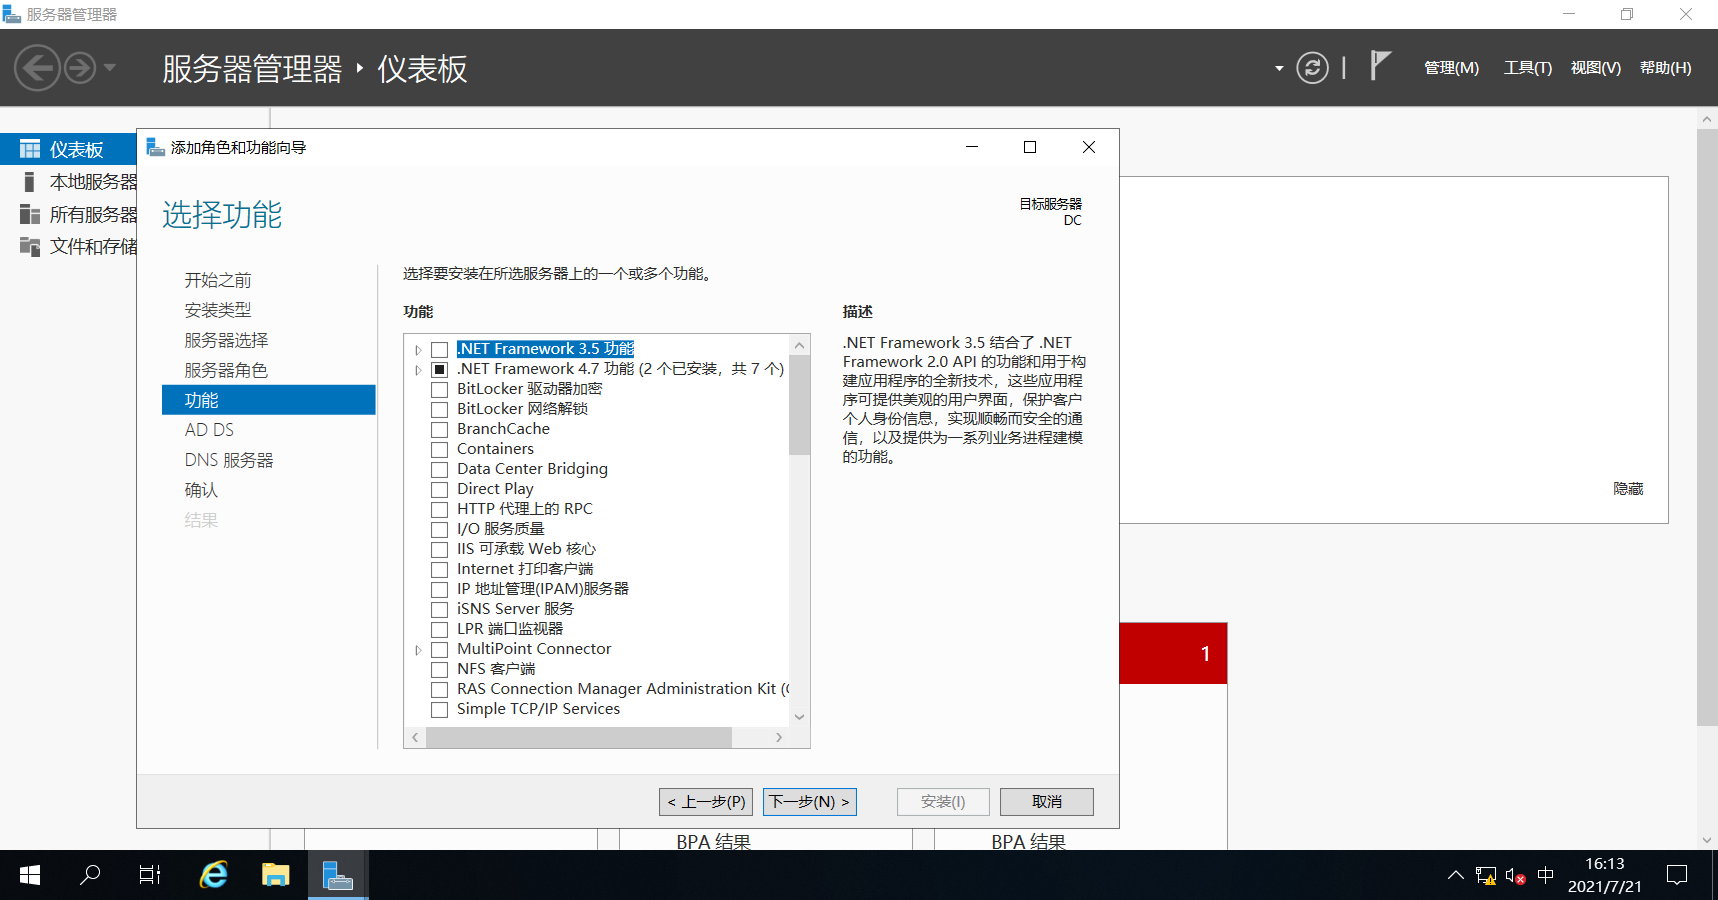 服务器管理器
服务器管理器 ‣ 仪表板
管理(M) 工具(T) 视图(V) 帮助(H)
仪表板
本地服务器
所有服务器
文件和存储
添加角色和功能向导
选择功能
目标服务器
DC
开始之前
安装类型
服务器选择
服务器角色
功能
AD DS
DNS 服务器
确认
结果
选择要安装在所选服务器上的一个或多个功能。
功能
.NET Framework 3.5 功能
.NET Framework 4.7 功能 (2 个已安装，共 7 个)
BitLocker 驱动器加密
BitLocker 网络解锁
BranchCache
Containers
Data Center Bridging
Direct Play
HTTP 代理上的 RPC
I/O 服务质量
IIS 可承载 Web 核心
Internet 打印客户端
IP 地址管理(IPAM)服务器
iSNS Server 服务
LPR 端口监视器
MultiPoint Connector
NFS 客户端
RAS Connection Manager Administration Kit (
Simple TCP/IP Services
描述
.NET Framework 3.5 结合了 .NET
Framework 2.0 API 的功能和用于构
建应用程序的全新技术，这些应用程
序可提供美观的用户界面，保护客户
个人身份信息，实现顺畅而安全的通
信，以及提供为一系列业务进程建模
的功能。
隐藏
1
< 上一步(P)
下一步(N) >
安装(I)
取消
BPA 结果
BPA 结果
中
16:13
2021/7/21